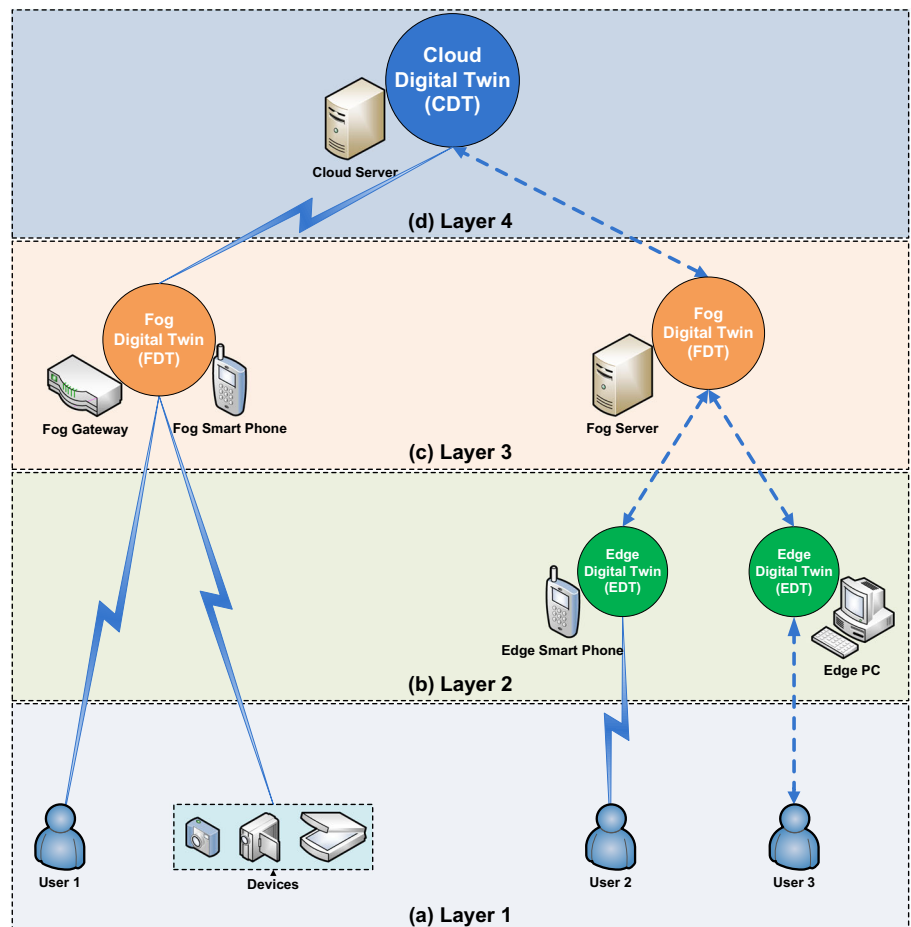 Cloud
Digital Twin
(CDT)
Cloud Server
(d) Layer 4
Fog
Digital Twin
(FDT)
Fog Gateway
Fog Smart Phone
Fog
Digital Twin
(FDT)
Fog Server
(c) Layer 3
Edge
Digital Twin
(EDT)
Edge Smart Phone
Edge
Digital Twin
(EDT)
Edge PC
(b) Layer 2
User 1
Devices
User 2
User 3
(a) Layer 1